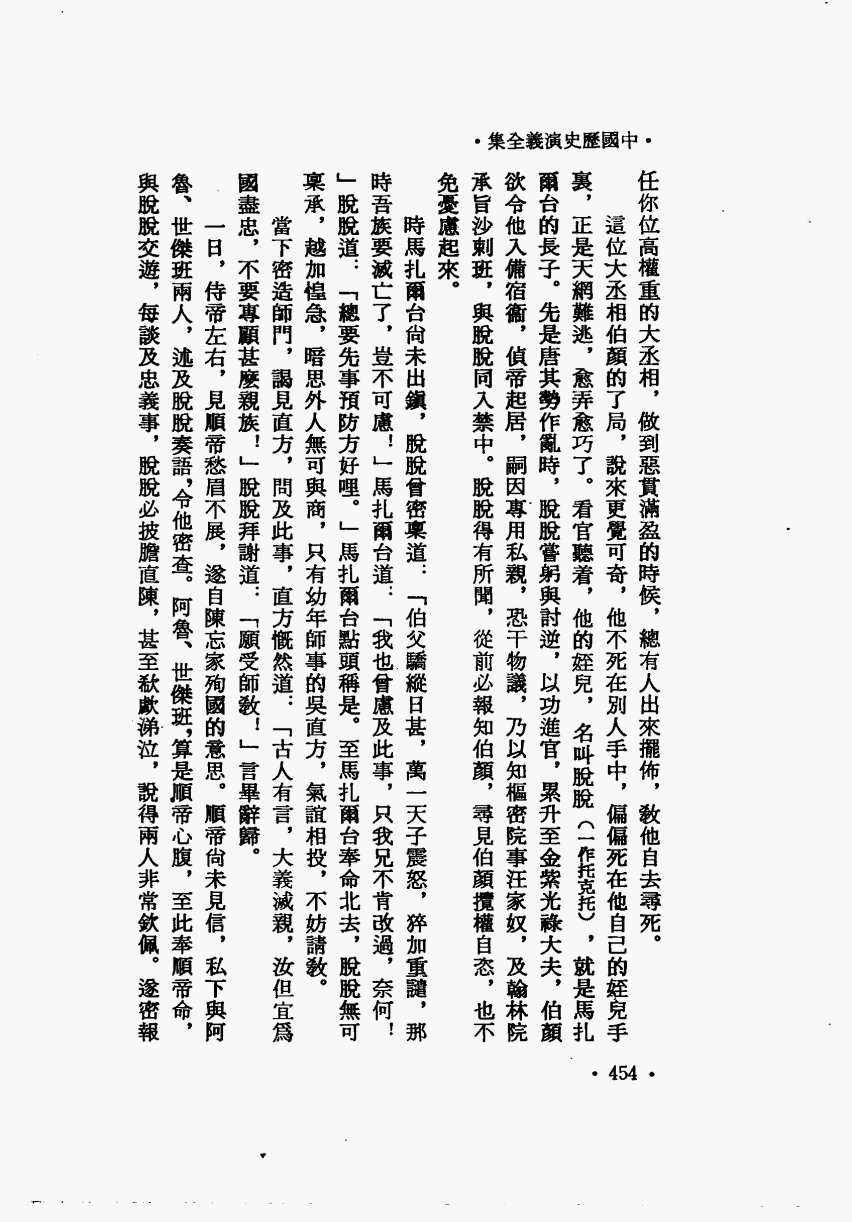 ·中國歷史演義全集·
任你位高權重的大丞相，做到惡貫滿盈的時候，總有人出來擺佈，教他自去尋死。
這位大丞相伯顏的了局，說來更覺可奇，他不死在別人手中，偏偏死在他自己的姪兒手
裏，正是天網難逃，愈弄愈巧了。看官聽着，他的姪兒，名叫脫脫（一作托克托），就是馬扎
爾台的長子。先是唐其勢作亂時，脫脫嘗躬與討逆，以功進官，累升至金紫光祿大夫，伯顏
欲令他入備宿衞，偵帝起居，嗣因專用私親，恐干物議，乃以知樞密院事汪家奴，及翰林院
承旨沙剌班，與脫脫同入禁中。脫脫得有所聞，從前必報知伯顏，尋見伯顏攬權自恣，也不
免憂慮起來。
時馬扎爾台尚未出鎮，脫脫曾密稟道：「伯父驕縱日甚，萬一天子震怒，猝加重譴，那
時吾族要滅亡了，豈不可慮！」馬扎爾台道：「我也曾慮及此事，只我兄不肯改過，奈何！
」脫脫道：「總要先事預防方好哩。」馬扎爾台點頭稱是。至馬扎爾台奉命北去，脫脫無可
稟承，越加惶急，暗思外人無可與商，只有幼年師事的吳直方，氣誼相投，不妨請教。
當下密造師門，謁見直方，問及此事，直方慨然道：「古人有言，大義滅親，汝但宜爲
國盡忠，不要專顧甚麼親族！」脫脫拜謝道：「願受師教！」言畢辭歸。
一日，侍帝左右，見順帝愁眉不展，遂自陳忘家殉國的意思。順帝尚未見信，私下與阿
魯、世傑班兩人，述及脫脫奏語，令他密查。阿魯、世傑班，算是順帝心腹，至此奉順帝命，
與脫脫交遊，每談及忠義事，脫脫必披膽直陳，甚至欷歔涕泣，說得兩人非常欽佩。遂密報
·454·